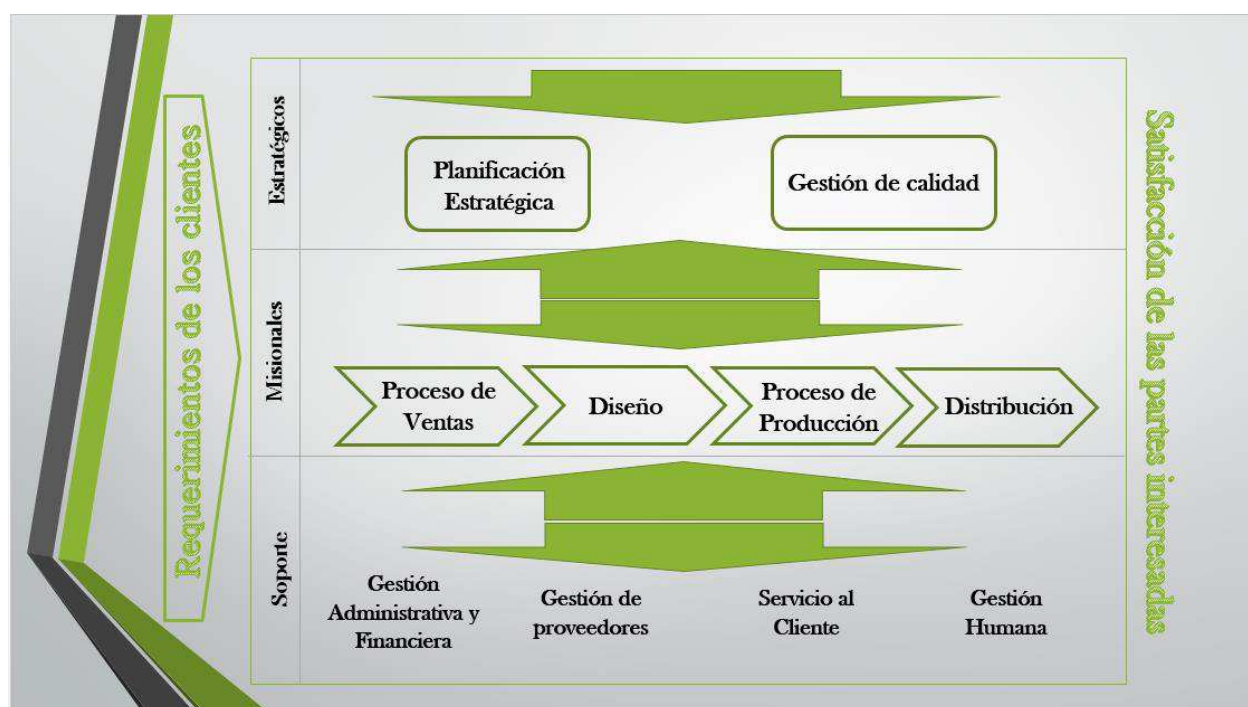 Requerimientos de los clientes
Estratégicos
Planificación
Estratégica
Gestión de calidad
Misionales
Proceso de
Ventas
Diseño
Proceso de
Producción
Distribución
Soporte
Gestión
Administrativa y
Financiera
Gestión de
proveedores
Servicio al
Cliente
Gestión
Humana
Satisfacción de las partes interesadas